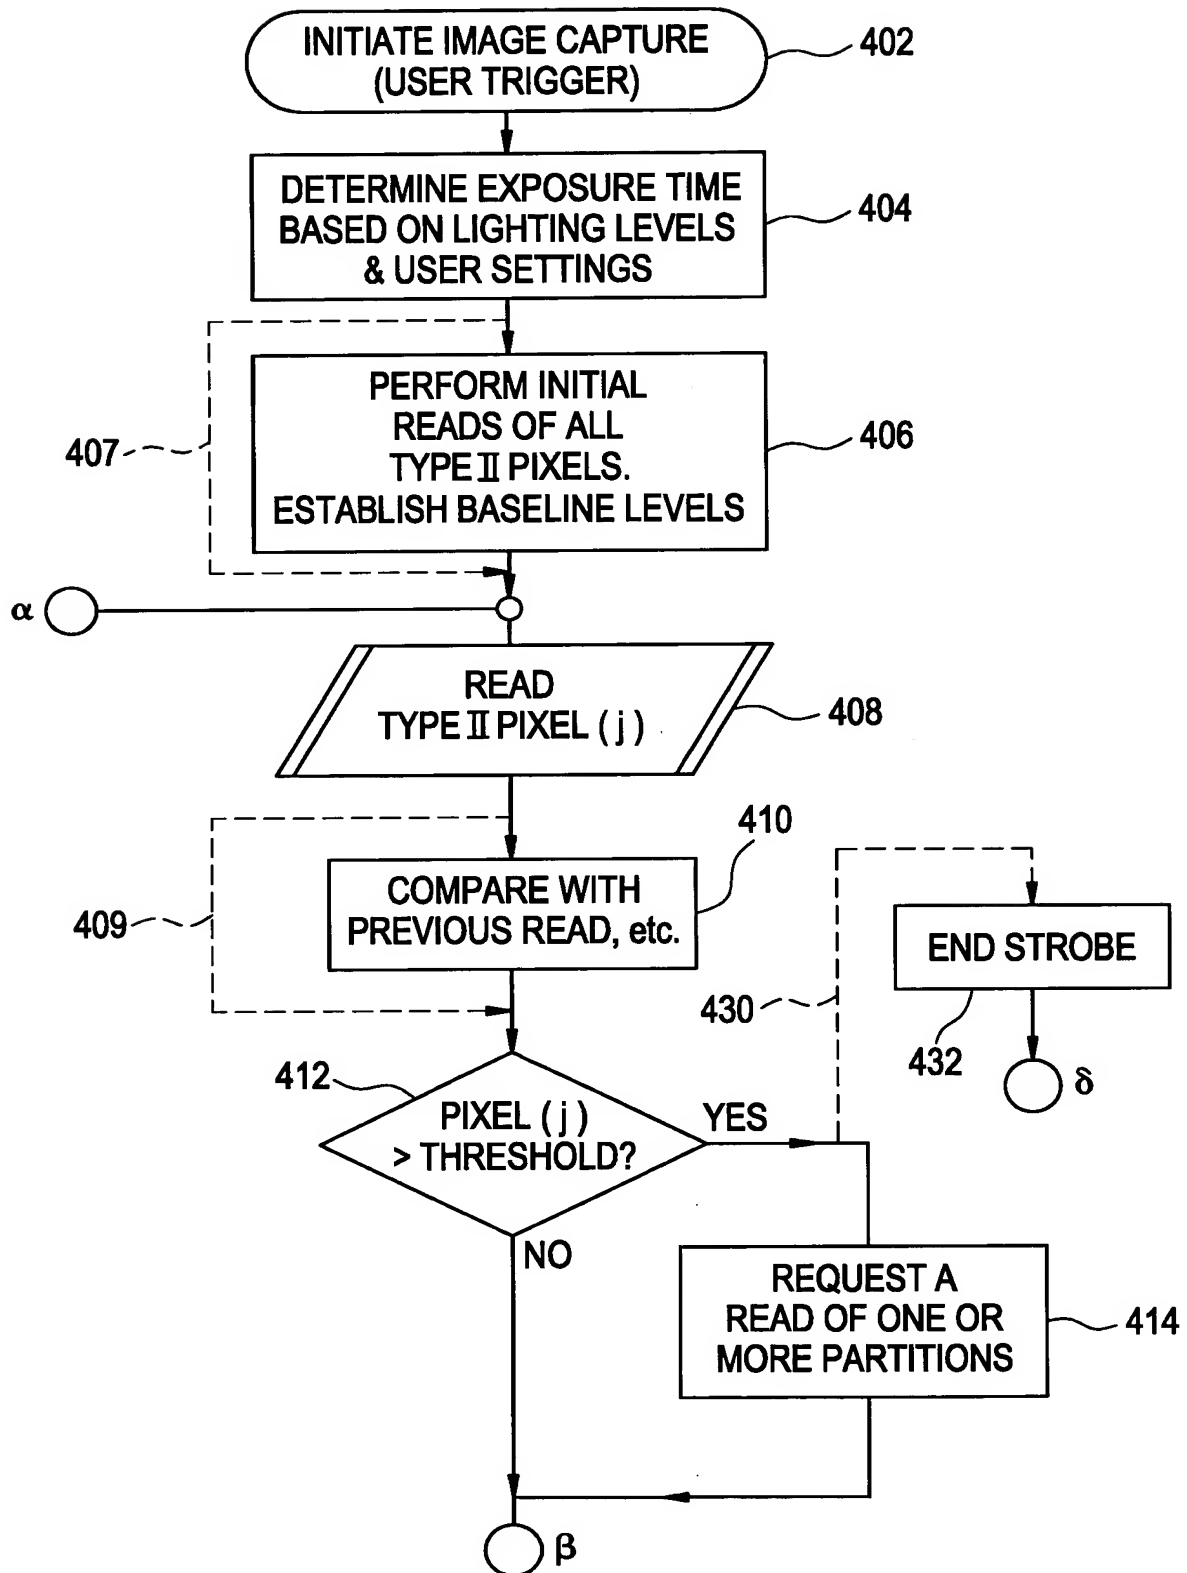 INITIATE IMAGE CAPTURE
(USER TRIGGER)
402
DETERMINE EXPOSURE TIME
BASED ON LIGHTING LEVELS
& USER SETTINGS
404
PERFORM INITIAL
READS OF ALL
TYPE II PIXELS.
ESTABLISH BASELINE LEVELS
406
407
α
READ
TYPE II PIXEL ( j )
408
410
COMPARE WITH
PREVIOUS READ, etc.
409
END STROBE
430
432
δ
412
PIXEL ( j )
> THRESHOLD?
YES
NO
REQUEST A
READ OF ONE OR
MORE PARTITIONS
414
β